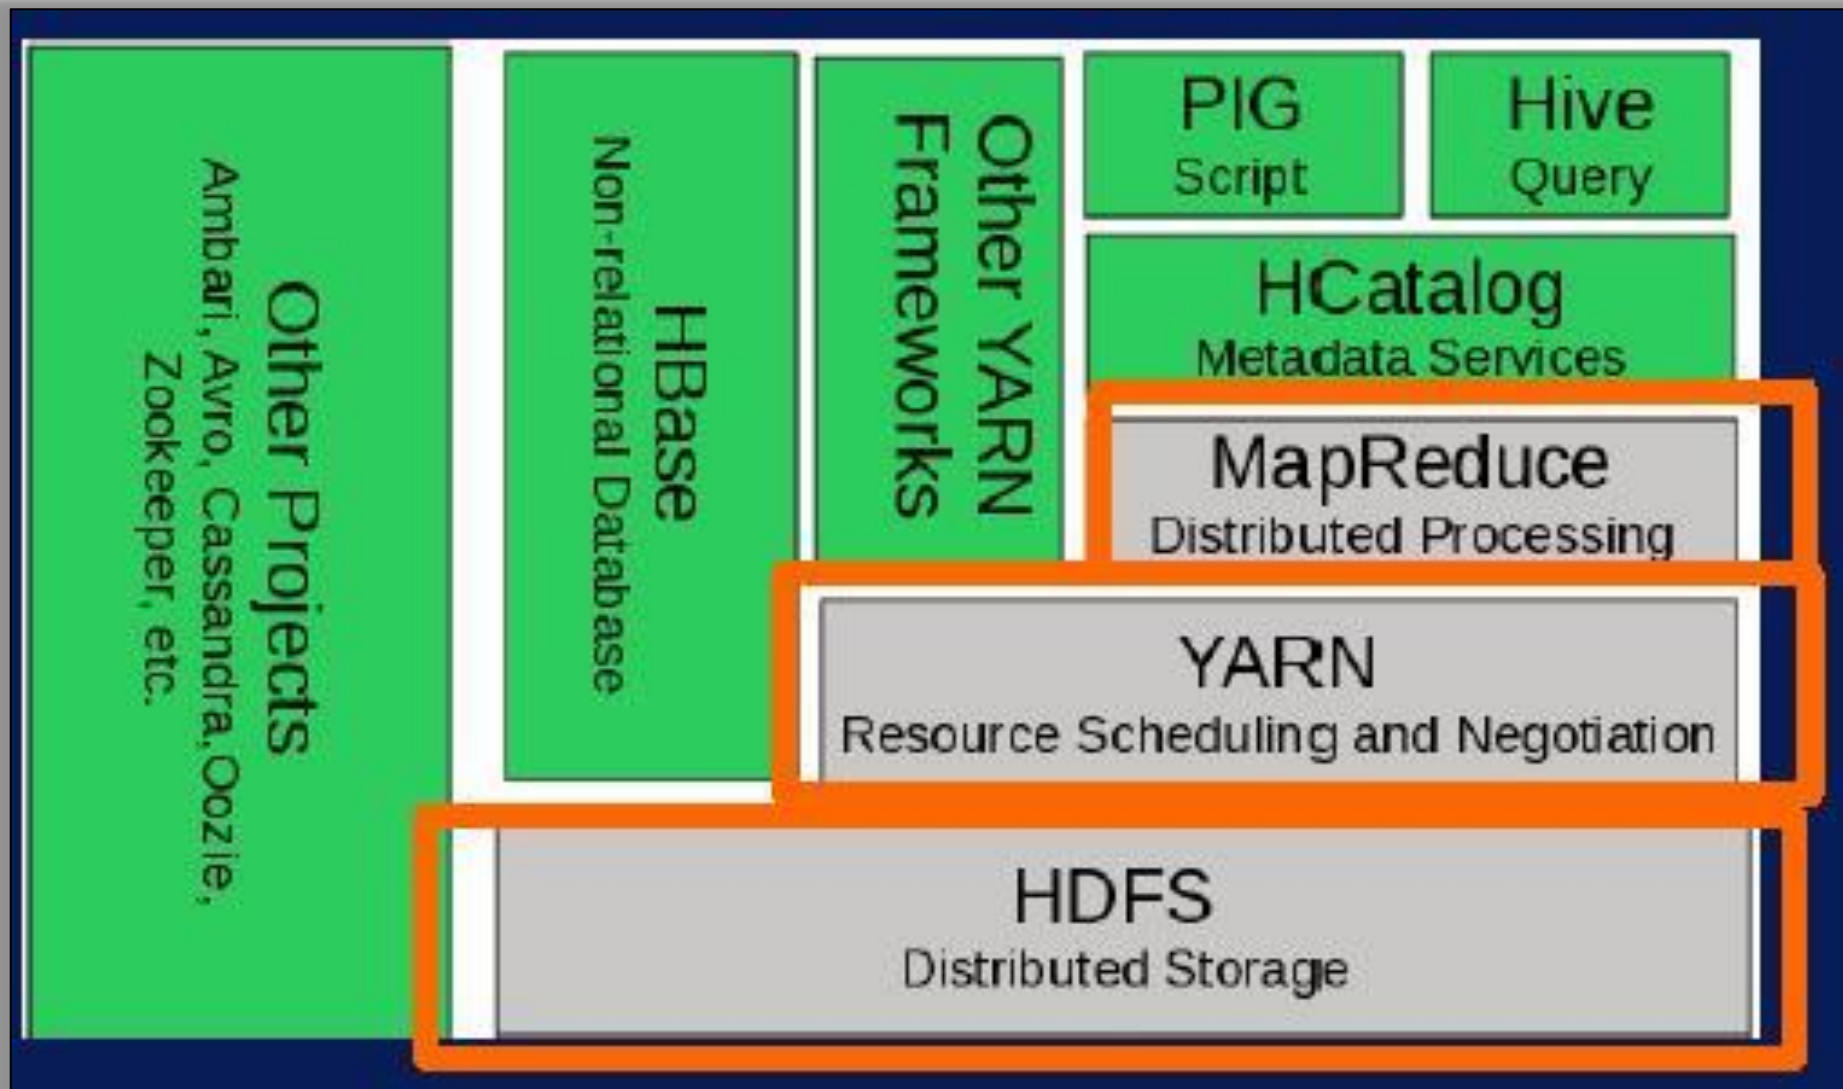 Other Projects
Ambari, Avro, Cassandra,Oozie,
Zookeeper, etc.
HBase
Non-relational Database
Other YARN
Frameworks
PIG
Script
Hive
Query
HCatalog
Metadata Services
MapReduce
Distributed Processing
YARN
Resource Scheduling and Negotiation
HDFS
Distributed Storage